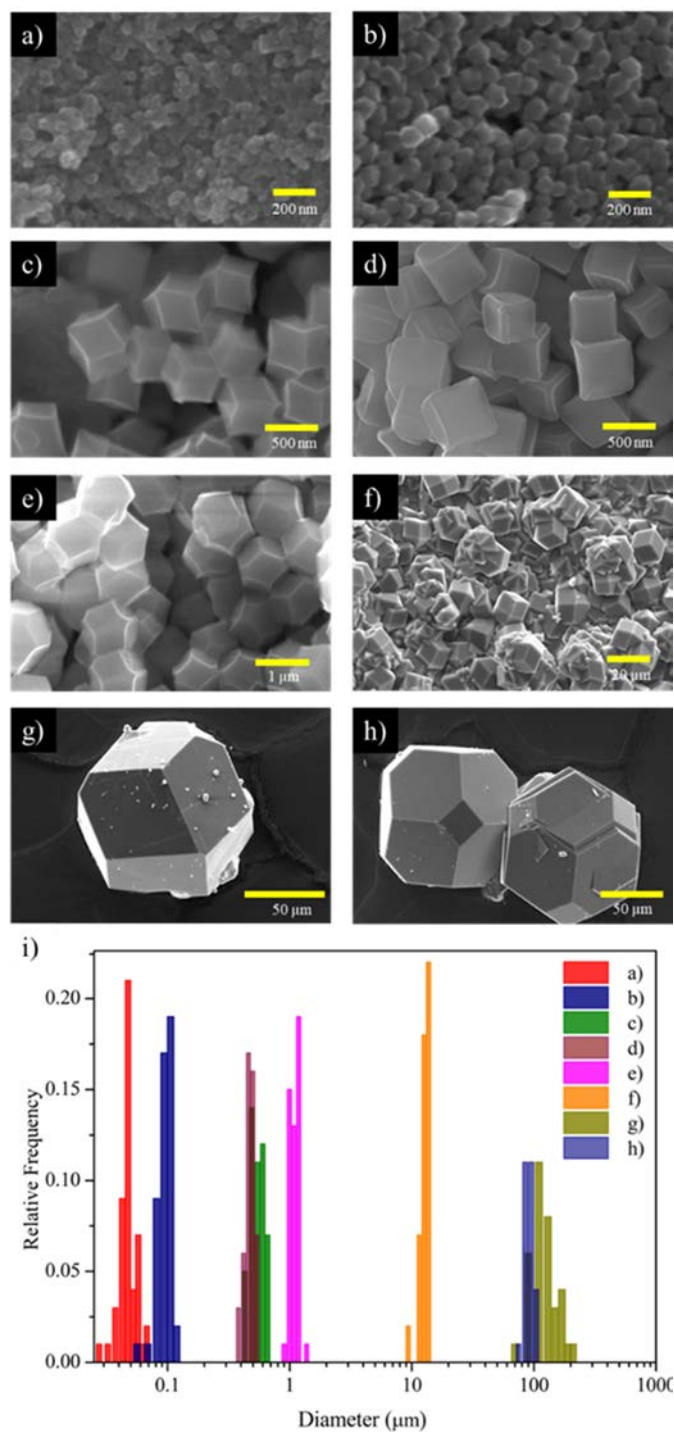 a)
b)
200 nm
200 nm
c)
d)
500 nm
500 nm
e)
f)
1 µm
20 µm
g)
h)
50 µm
50 µm
i)
a)
b)
c)
d)
e)
f)
g)
h)
0.20
0.15
0.10
0.05
0.00
Relative Frequency
0.1
1
10
100
1000
Diameter (µm)